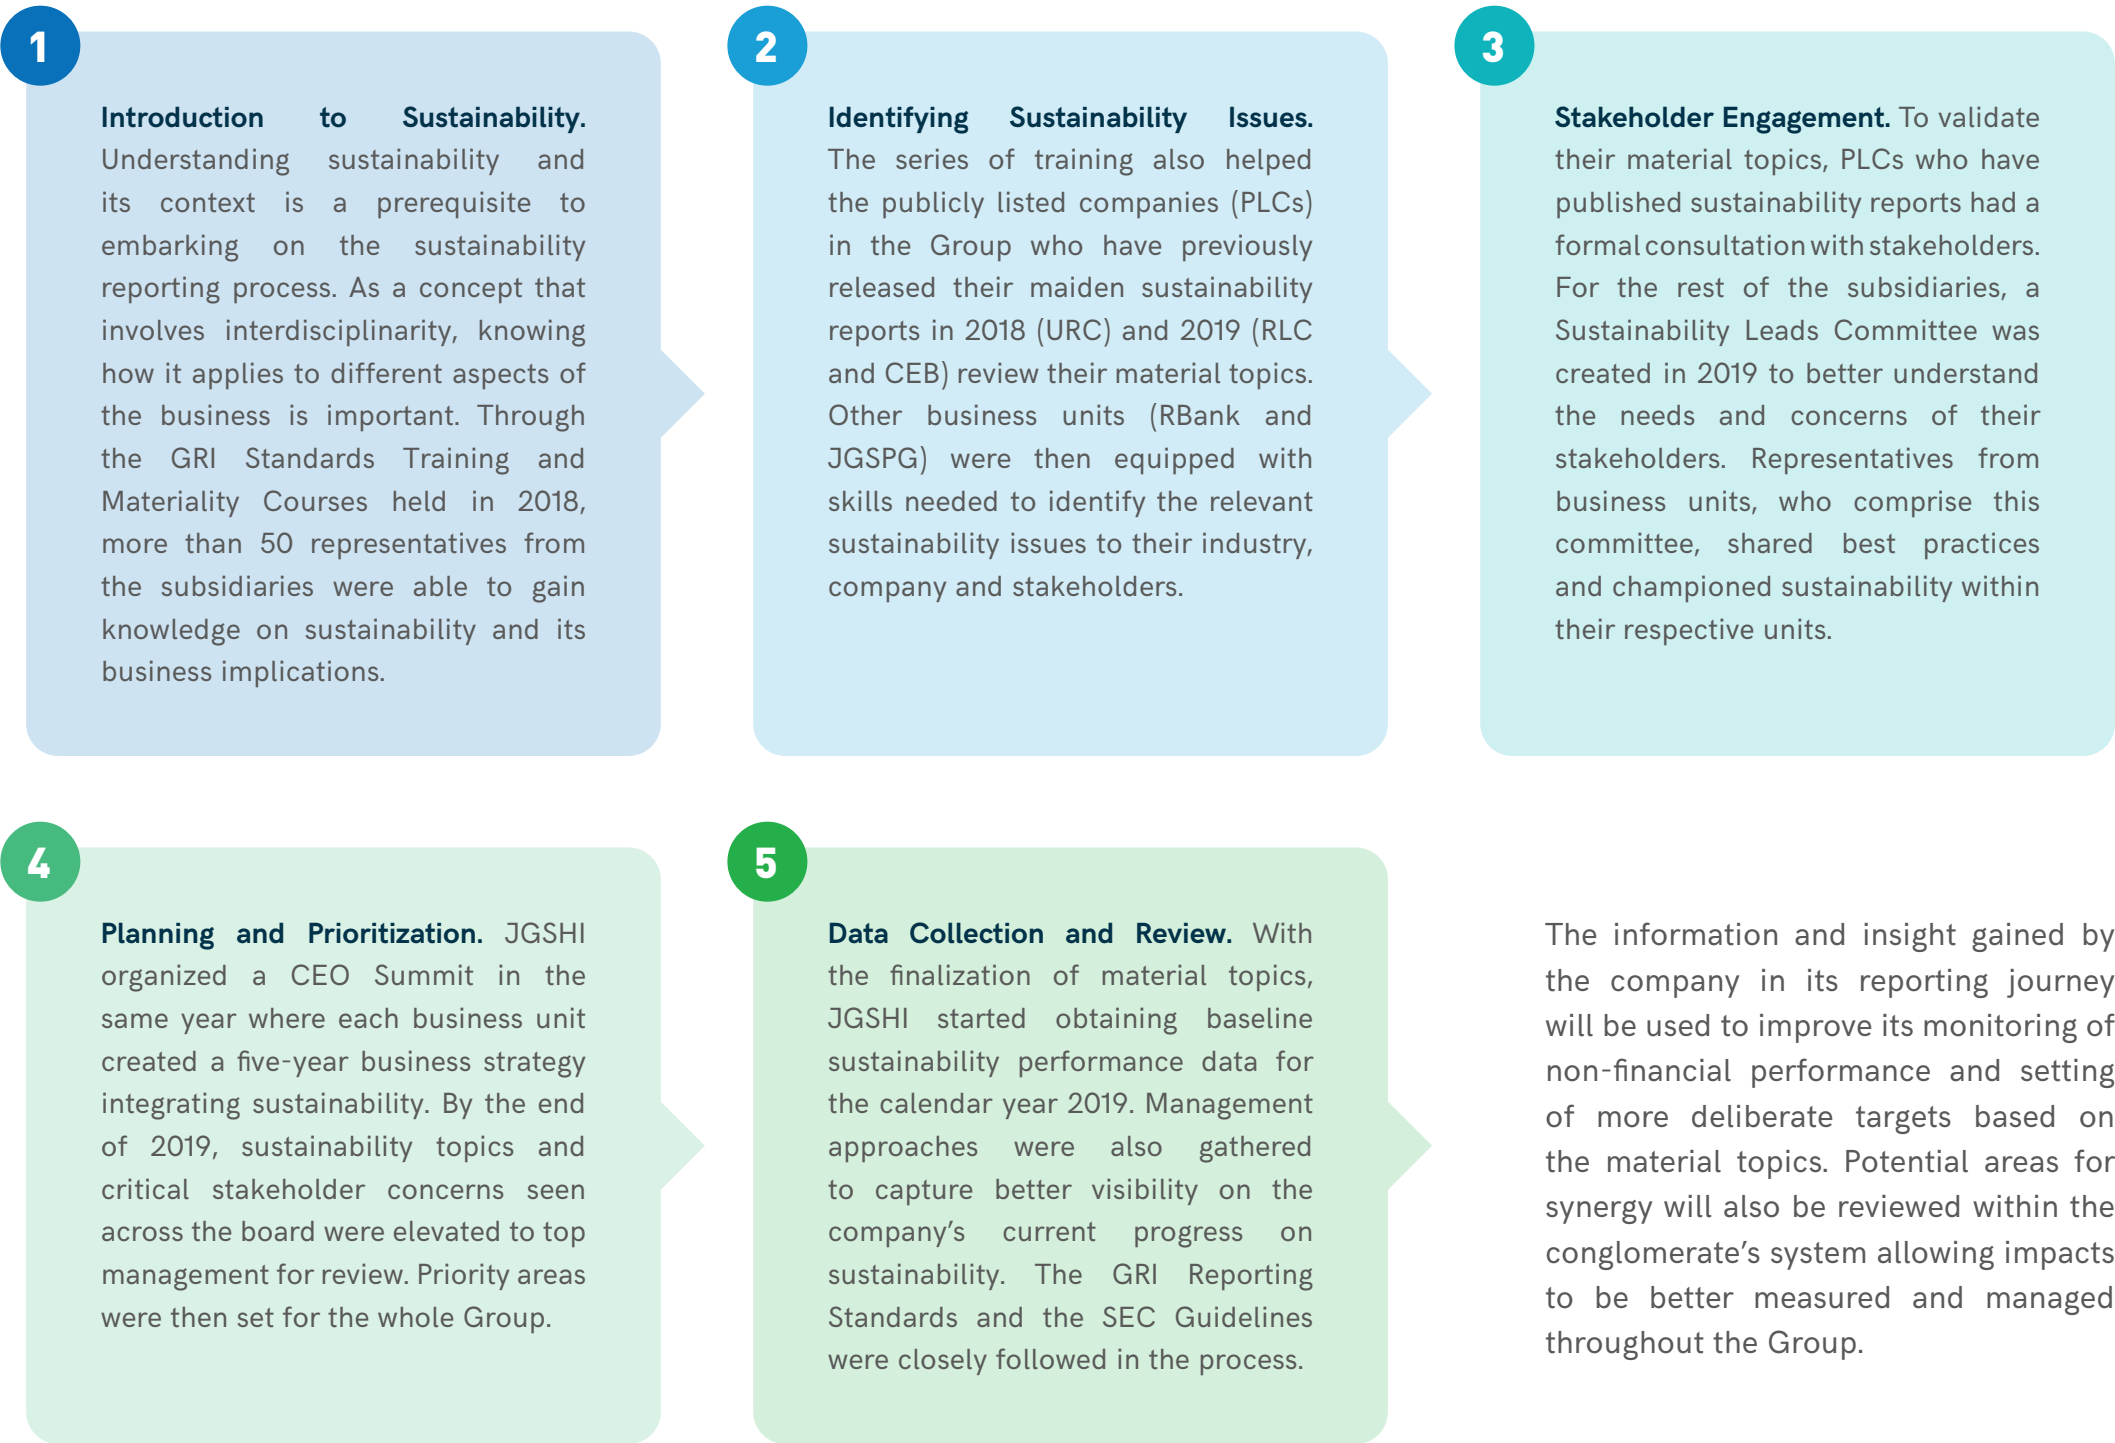 1
Introduction to Sustainability.
Understanding sustainability and
its context is a prerequisite to
embarking on the sustainability
reporting process. As a concept that
involves interdisciplinarity, knowing
how it applies to different aspects of
the business is important. Through
the GRI Standards Training and
Materiality Courses held in 2018,
more than 50 representatives from
the subsidiaries were able to gain
knowledge on sustainability and its
business implications.
2
Identifying Sustainability Issues.
The series of training also helped
the publicly listed companies (PLCs)
in the Group who have previously
released their maiden sustainability
reports in 2018 (URC) and 2019 (RLC
and CEB) review their material topics.
Other business units (RBank and
JGSPG) were then equipped with
skills needed to identify the relevant
sustainability issues to their industry,
company and stakeholders.
3
Stakeholder Engagement. To validate
their material topics, PLCs who have
published sustainability reports had a
formal consultation with stakeholders.
For the rest of the subsidiaries, a
Sustainability Leads Committee was
created in 2019 to better understand
the needs and concerns of their
stakeholders. Representatives from
business units, who comprise this
committee, shared best practices
and championed sustainability within
their respective units.
4
Planning and Prioritization. JGSHI
organized a CEO Summit in the
same year where each business unit
created a five-year business strategy
integrating sustainability. By the end
of 2019, sustainability topics and
critical stakeholder concerns seen
across the board were elevated to top
management for review. Priority areas
were then set for the whole Group.
5
Data Collection and Review. With
the finalization of material topics,
JGSHI started obtaining baseline
sustainability performance data for
the calendar year 2019. Management
approaches were also gathered
to capture better visibility on the
company’s current progress on
sustainability. The GRI Reporting
Standards and the SEC Guidelines
were closely followed in the process.
The information and insight gained by
the company in its reporting journey
will be used to improve its monitoring of
non-financial performance and setting
of more deliberate targets based on
the material topics. Potential areas for
synergy will also be reviewed within the
conglomerate’s system allowing impacts
to be better measured and managed
throughout the Group.